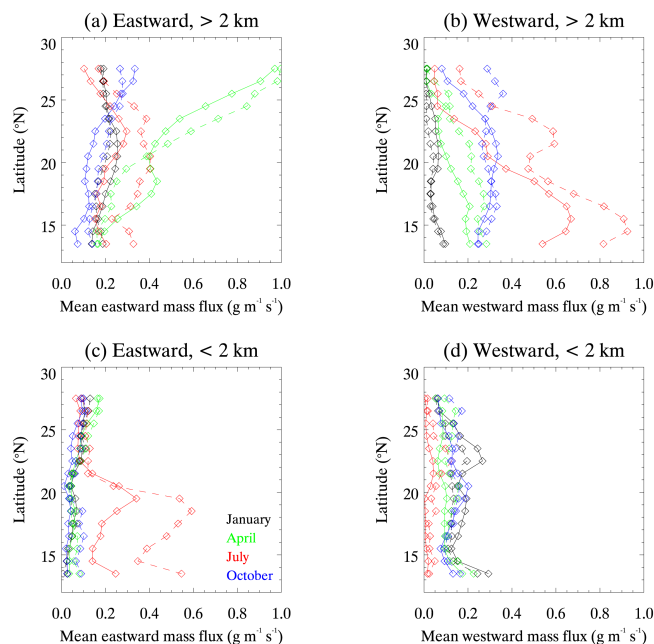 (a) Eastward, > 2 km
(b) Westward, > 2 km
30
25
20
15
Latitude (°N)
0.0 0.2 0.4 0.6 0.8 1.0
Mean eastward mass flux (g m⁻¹ s⁻¹)
30
25
20
15
Latitude (°N)
0.0 0.2 0.4 0.6 0.8 1.0
Mean westward mass flux (g m⁻¹ s⁻¹)
(c) Eastward, < 2 km
(d) Westward, < 2 km
30
25
20
15
Latitude (°N)
January
April
July
October
0.0 0.2 0.4 0.6 0.8 1.0
Mean eastward mass flux (g m⁻¹ s⁻¹)
30
25
20
15
Latitude (°N)
0.0 0.2 0.4 0.6 0.8 1.0
Mean westward mass flux (g m⁻¹ s⁻¹)